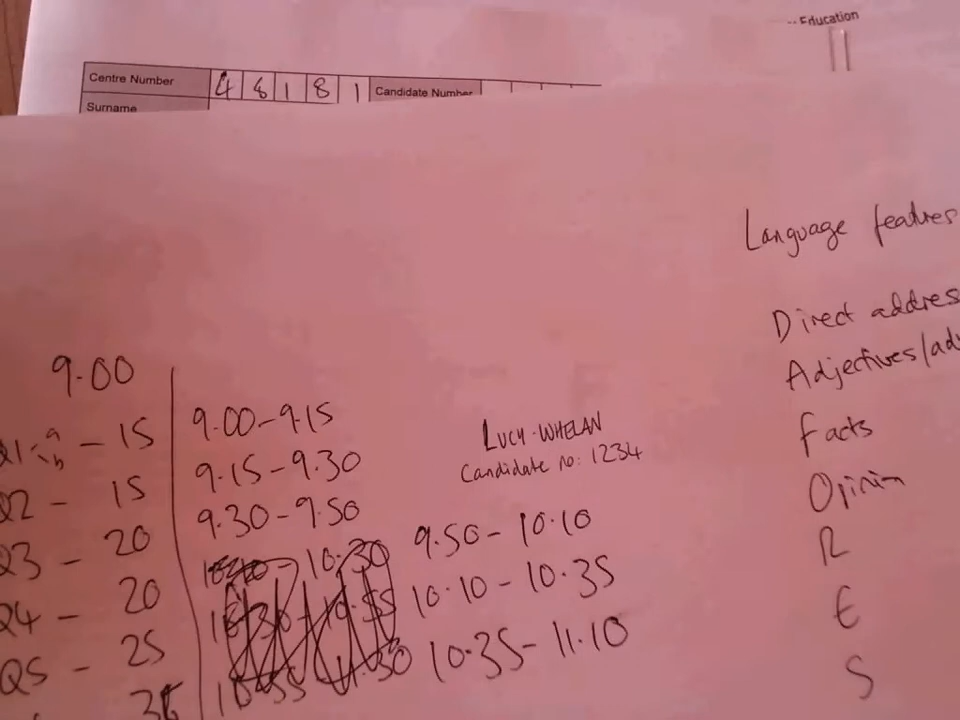 Education
Centre Number 4 8 1 8 1 Candidate Number
Surname
Language features
Direct address
Adjectives/adv
Facts
Opinion
R
E
S
9.00
Q1 a b - 15 9.00-9.15
Q2 - 15 9.15-9.30
Q3 - 20 9.30-9.50
Q4 - 20 9.50-10.10
Q5 - 25 10.10-10.35
35 10.35-11.10
LUCY WHELAN
Candidate no: 1234